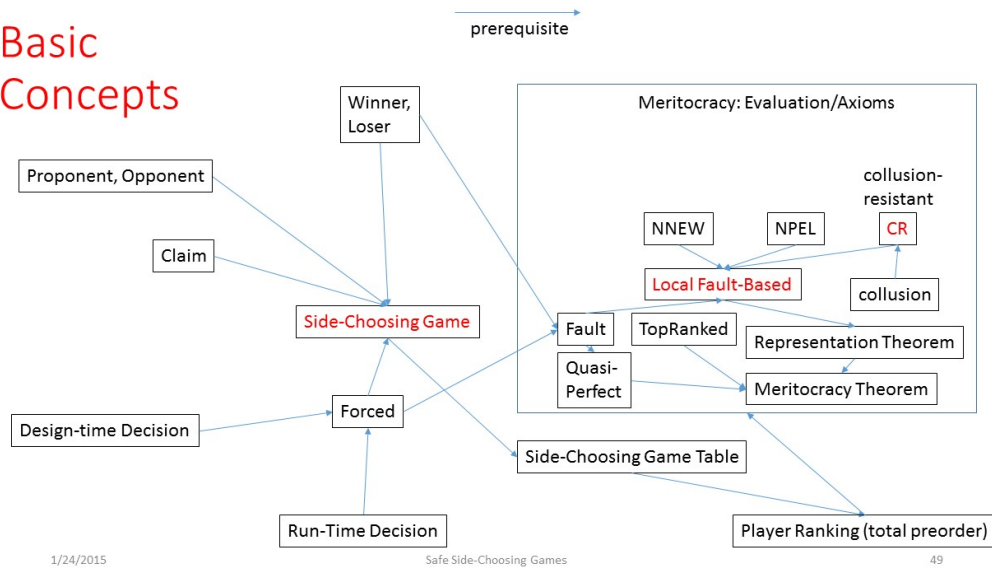 Basic
Concepts
prerequisite
Winner,
Loser
Meritocracy: Evaluation/Axioms
Proponent, Opponent
collusion-
resistant
NNEW
NPEL
CR
Claim
Local Fault-Based
collusion
Side-Choosing Game
Fault
TopRanked
Representation Theorem
Quasi-
Perfect
Meritocracy Theorem
Forced
Design-time Decision
Side-Choosing Game Table
Run-Time Decision
Player Ranking (total preorder)
1/24/2015
Safe Side-Choosing Games
49